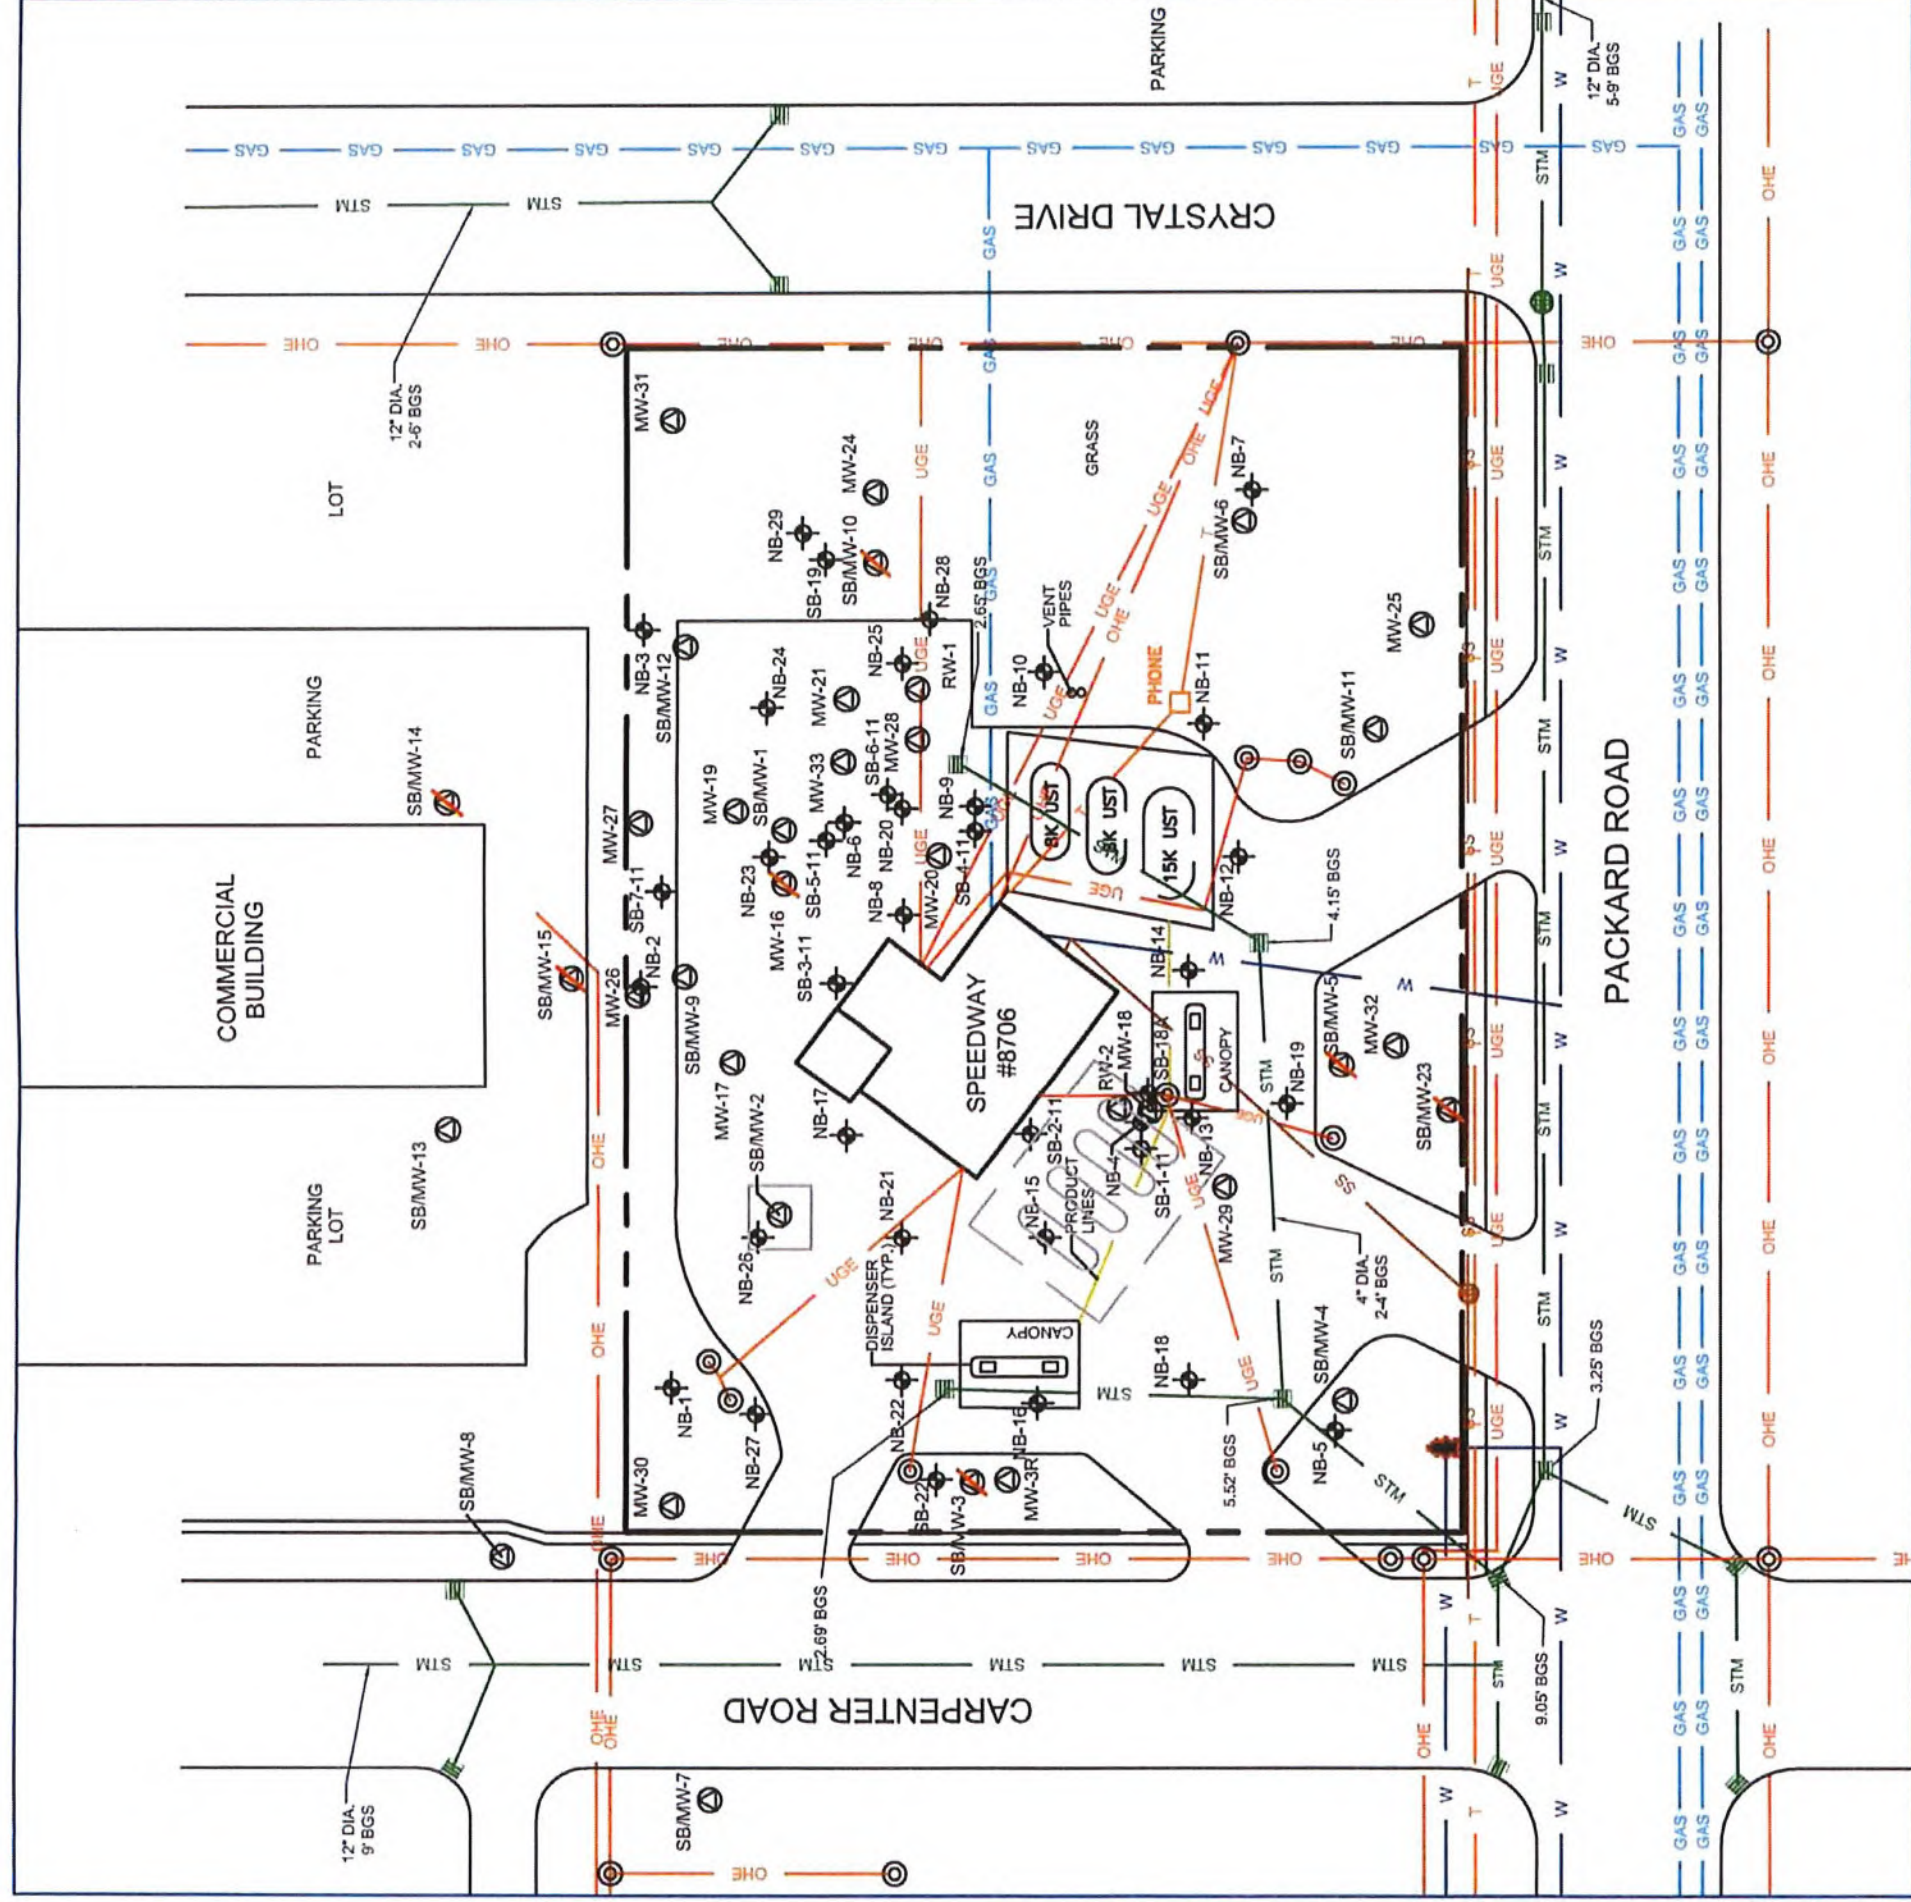 COMMERCIAL
BUILDING
PARKING
LOT
PARKING
LOT
PARKING
12" DIA.
2-6' BGS
12" DIA.
9' BGS
12" DIA.
5-9' BGS
CRYSTAL DRIVE
CARPENTER ROAD
PACKARD ROAD
SPEEDWAY
#8706
GRASS
VENT
PIPES
PHONE
8K UST
8K UST
15K UST
CANOPY
CANOPY
DISPENSER
ISLAND (TYP.)
PRODUCT
LINES
2.65' BGS
4.15' BGS
4" DIA.
2-4' BGS
5.52' BGS
2.69' BGS
3.25' BGS
9.05' BGS
SB/MW-7
SB/MW-8
SB/MW-13
SB/MW-14
SB/MW-15
MW-26
NB-2
SB-7-11
MW-27
NB-3
SB/MW-12
MW-31
MW-30
NB-1
NB-27
NB-26
SB/MW-2
MW-17
SB/MW-9
MW-19
SB/MW-1
NB-23
MW-16
SB-5-11
NB-6
MW-33
MW-21
NB-24
SB-3-11
NB-17
NB-21
NB-22
NB-8
MW-20
SB-4-11
NB-9
NB-20
SB-6-11
MW-28
RW-1
NB-25
NB-28
SB-19
NB-29
SB/MW-10
MW-24
NB-10
NB-11
NB-7
SB/MW-6
MW-25
SB/MW-11
NB-12
NB-14
SB/MW-5
MW-32
SB/MW-23
NB-19
MW-18
SB-18A
RW-2
NB-4
SB-2-11
SB-1-11
NB-13
NB-15
MW-29
NB-18
SB/MW-4
NB-5
NB-16
SB-22
SB/MW-3
MW-3R
GAS
STM
OHE
UGE
SS
T
W